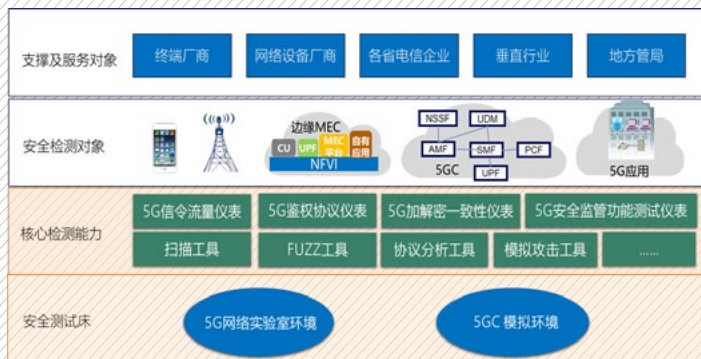 支撑及服务对象
终端厂商
网络设备厂商
各省电信企业
垂直行业
地方管局
安全检测对象
边缘MEC
CU
UPF
MEC
平台
自有
应用
NFVI
NSSF
UDM
AMF
SMF
PCF
5GC
UPF
5G应用
核心检测能力
5G信令流量仪表
5G鉴权协议仪表
5G加解密一致性仪表
5G安全监管功能测试仪表
扫描工具
FUZZ工具
协议分析工具
模拟攻击工具
……
安全测试床
5G网络实验室环境
5GC 模拟环境